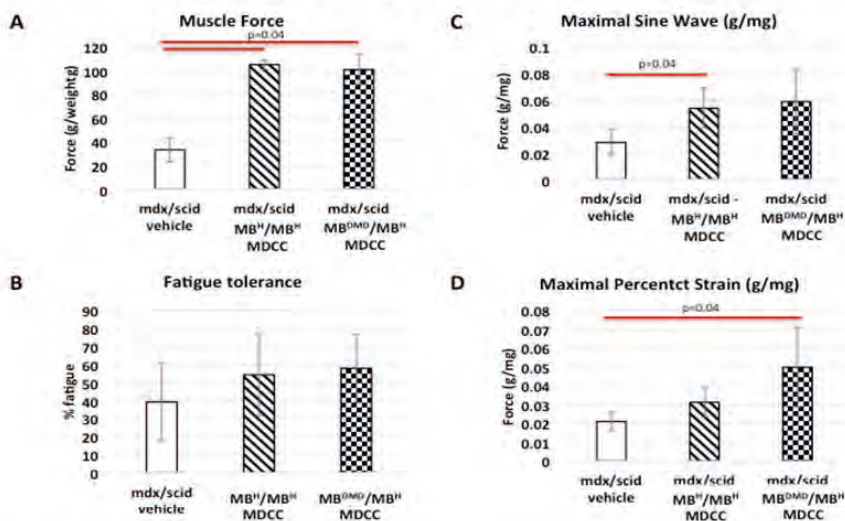 A
Muscle Force
p=0.04
Force (g/weightg)
120
100
80
60
40
20
0
mdx/scid vehicle
mdx/scid MBᴴ/MBᴴ MDCC
mdx/scid MBᴰᴹᴰ/MBᴴ MDCC
C
Maximal Sine Wave (g/mg)
p=0.04
Force (g/mg)
0.1
0.08
0.06
0.04
0.02
0
mdx/scid vehicle
mdx/scid - MBᴴ/MBᴴ MDCC
mdx/scid MBᴰᴹᴰ/MBᴴ MDCC
B
Fatigue tolerance
% fatigue
90
80
70
60
50
40
30
20
10
0
mdx/scid vehicle
MBᴴ/MBᴴ MDCC
MBᴰᴹᴰ/MBᴴ MDCC
D
Maximal Percentct Strain (g/mg)
p=0.04
Force (g/mg)
0.08
0.07
0.06
0.05
0.04
0.03
0.02
0.01
0
mdx/scid vehicle
mdx/scid MBᴴ/MBᴴ MDCC
mdx/scid MBᴰᴹᴰ/MBᴴ MDCC